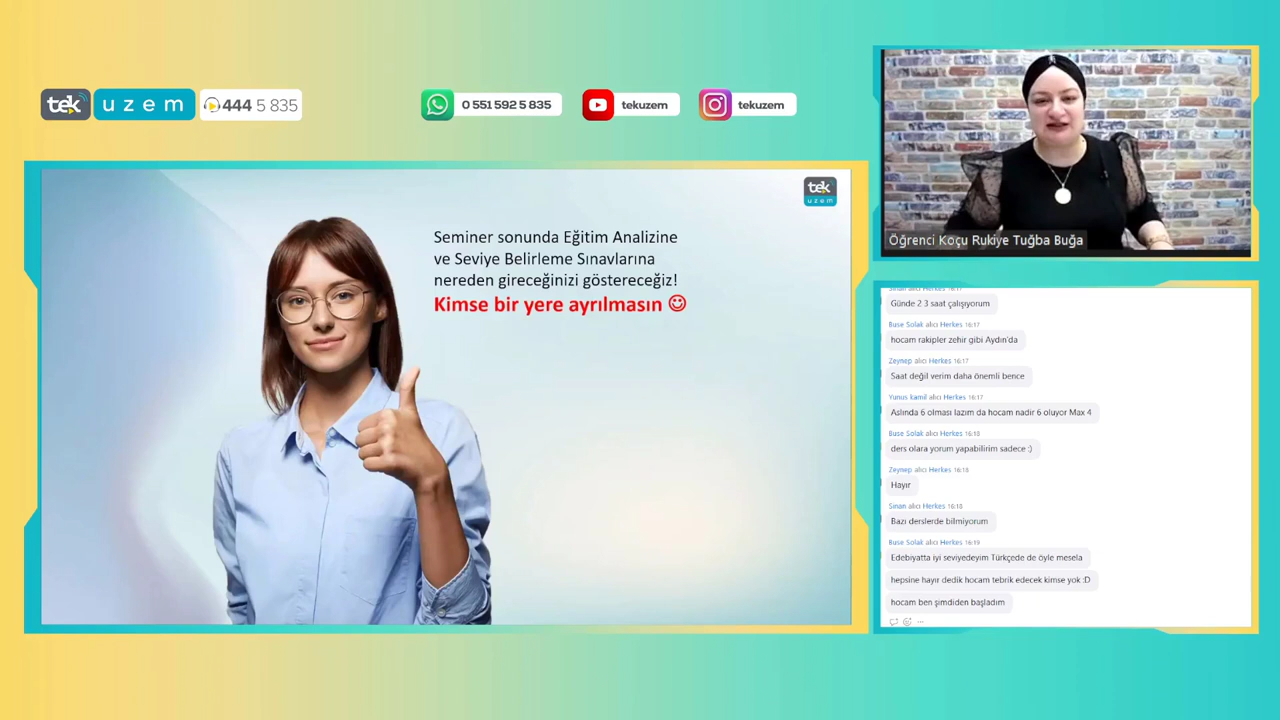 tek uzem 444 5 835
0 551 592 5 835
tekuzem
tekuzem
tek
uzem
Seminer sonunda Eğitim Analizine
ve Seviye Belirleme Sınavlarına
nereden gireceğinizi göstereceğiz!
Kimse bir yere ayrılmasın ☺
Öğrenci Koçu Rukiye Tuğba Buğa
Sinan alıcı Herkes 16:17
Günde 2 3 saat çalışıyorum
Buse Solak alıcı Herkes 16:17
hocam rakipler zehir gibi Aydın'da
Zeynep alıcı Herkes 16:17
Saat değil verim daha önemli bence
Yunus kamil alıcı Herkes 16:17
Aslında 6 olması lazım da hocam nadir 6 oluyor Max 4
Buse Solak alıcı Herkes 16:18
ders olara yorum yapabilirim sadece :)
Zeynep alıcı Herkes 16:18
Hayır
Sinan alıcı Herkes 16:18
Bazı derslerde bilmiyorum
Buse Solak alıcı Herkes 16:19
Edebiyatta iyi seviyedeyim Türkçede de öyle mesela
hepsine hayır dedik hocam tebrik edecek kimse yok :D
hocam ben şimdiden başladım